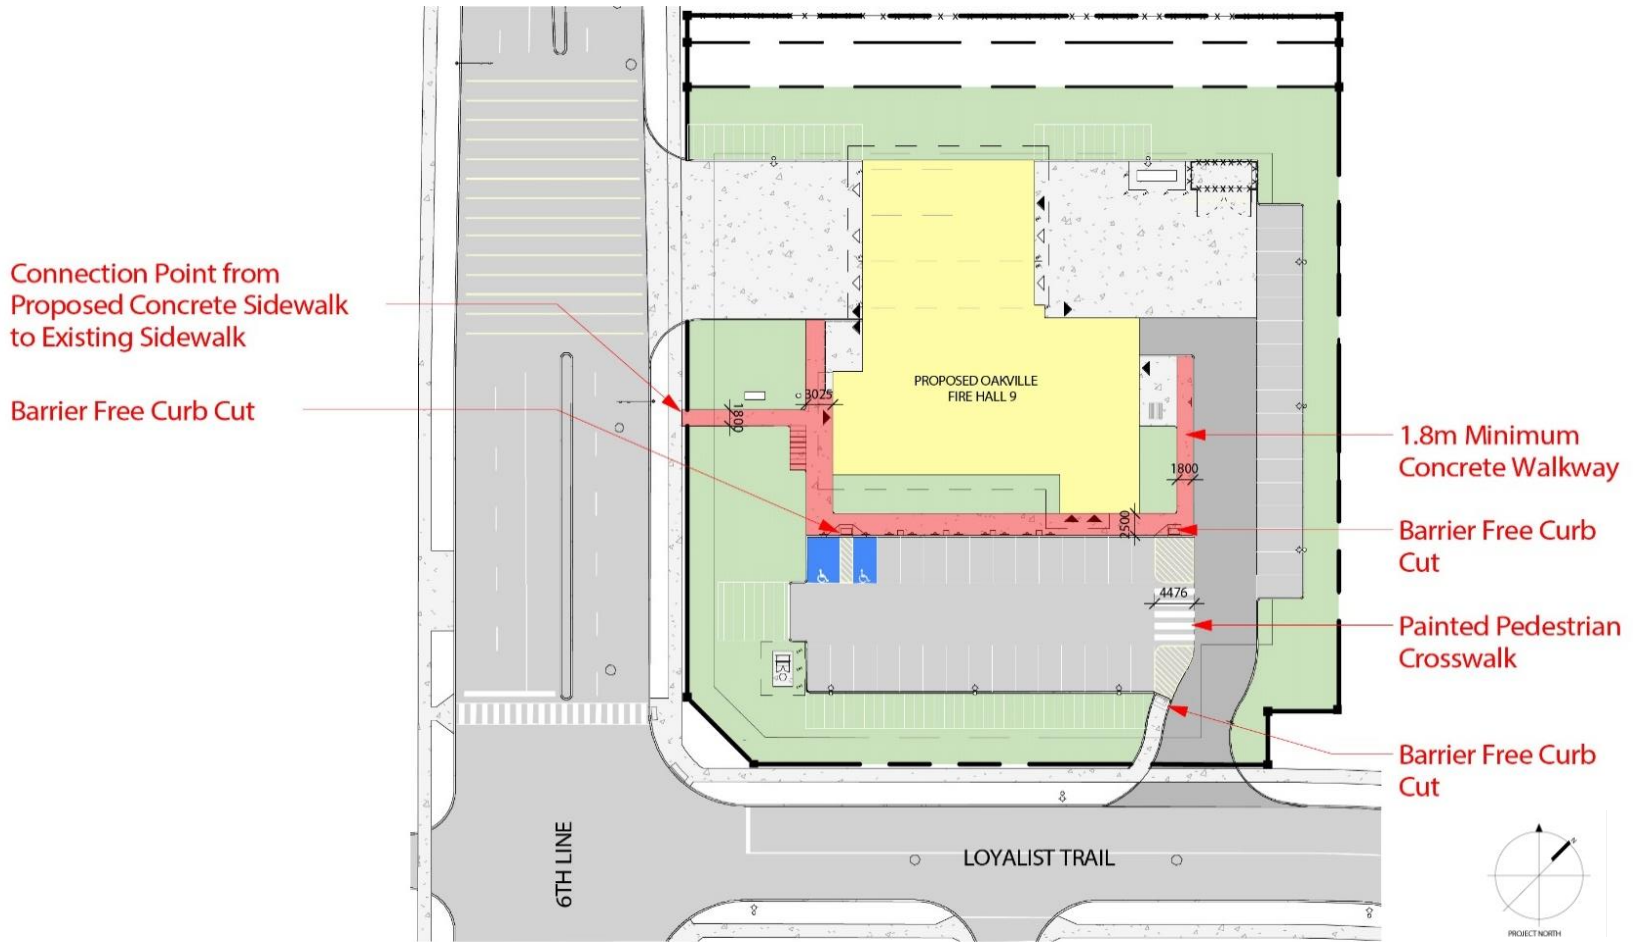 Connection Point from
Proposed Concrete Sidewalk
to Existing Sidewalk
Barrier Free Curb Cut
PROPOSED OAKVILLE
FIRE HALL 9
3025
1800
1.8m Minimum
Concrete Walkway
1800
2500
Barrier Free Curb
Cut
4476
Painted Pedestrian
Crosswalk
Barrier Free Curb
Cut
6TH LINE
LOYALIST TRAIL
N
PROJECT NORTH